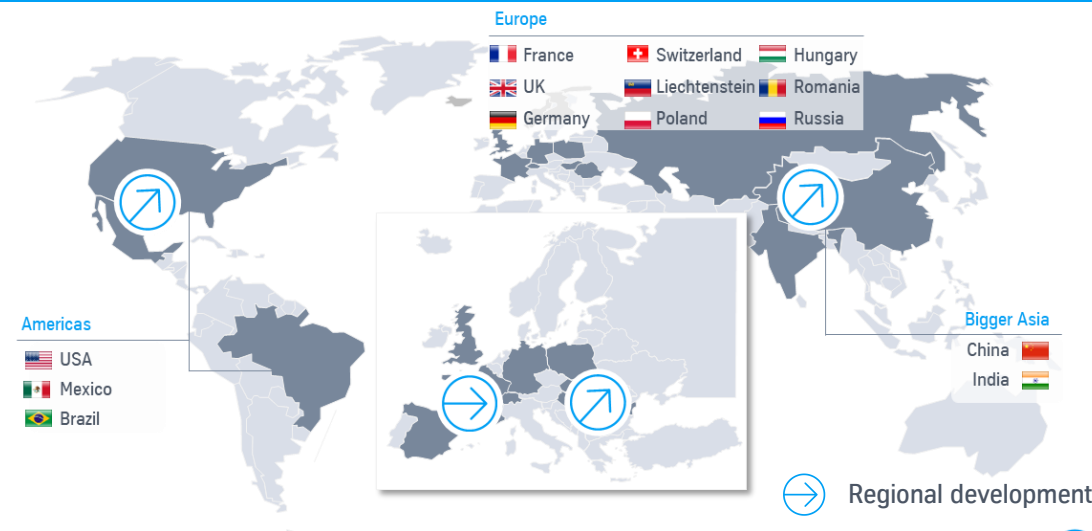 Europe
France
Switzerland
Hungary
UK
Liechtenstein
Romania
Germany
Poland
Russia
Americas
USA
Mexico
Brazil
Bigger Asia
China
India
Regional development